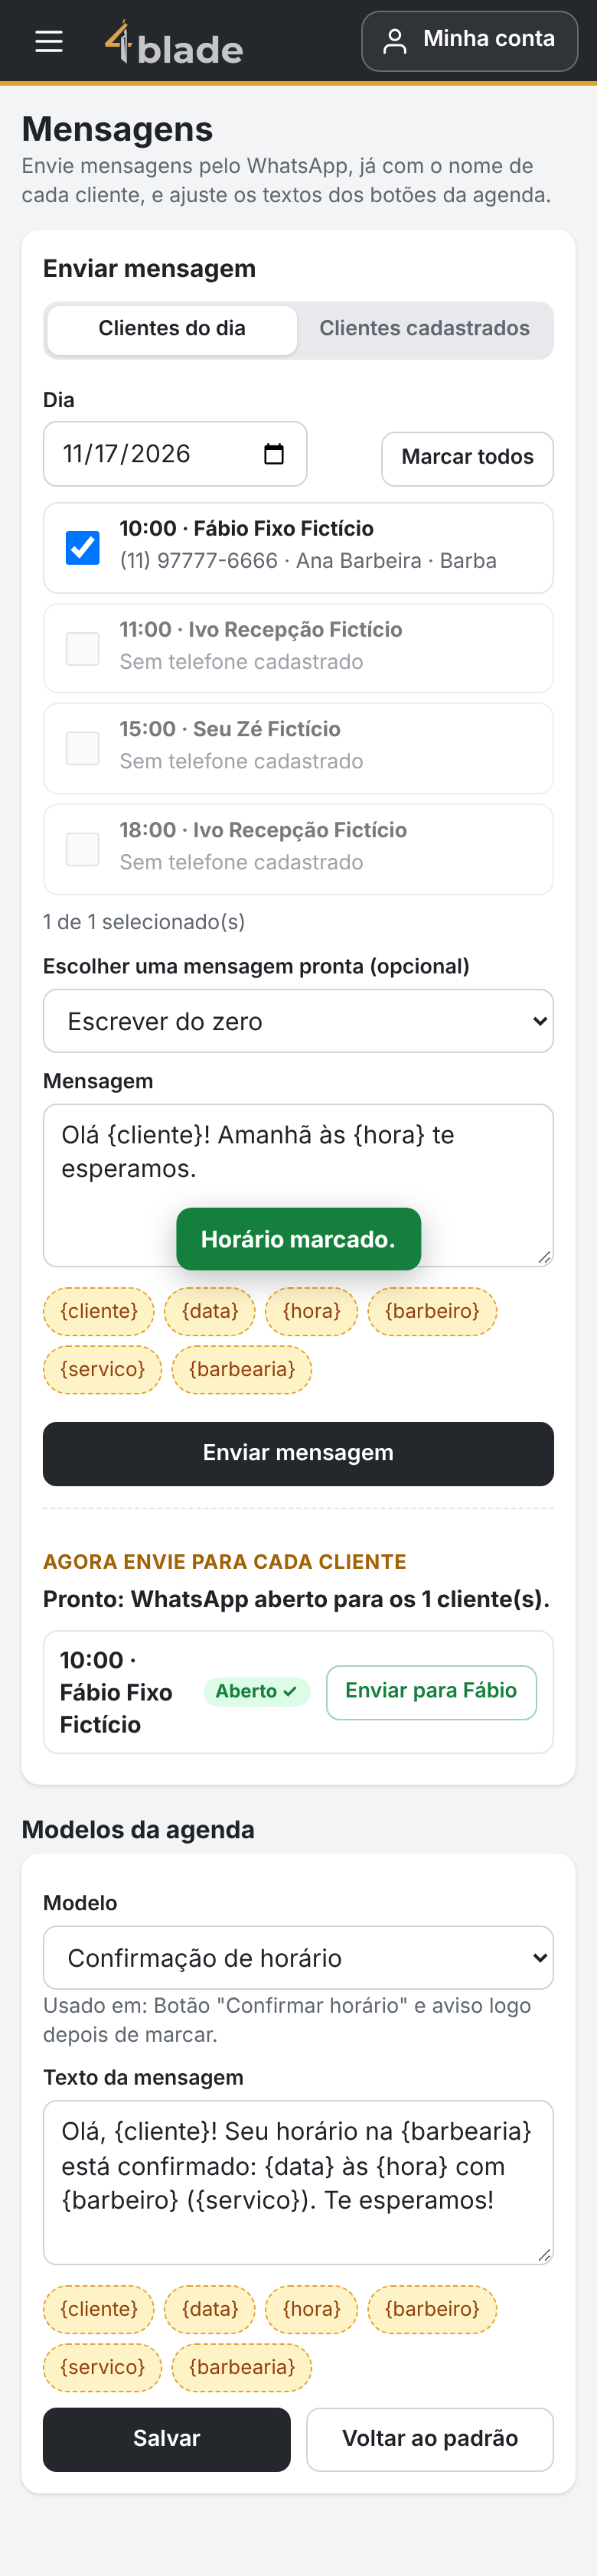 4blade
Minha conta
Mensagens
Envie mensagens pelo WhatsApp, já com o nome de
cada cliente, e ajuste os textos dos botões da agenda.
Enviar mensagem
Clientes do dia
Clientes cadastrados
Dia
11/17/2026
Marcar todos
10:00 · Fábio Fixo Fictício
(11) 97777-6666 · Ana Barbeira · Barba
11:00 · Ivo Recepção Fictício
Sem telefone cadastrado
15:00 · Seu Zé Fictício
Sem telefone cadastrado
18:00 · Ivo Recepção Fictício
Sem telefone cadastrado
1 de 1 selecionado(s)
Escolher uma mensagem pronta (opcional)
Escrever do zero
Mensagem
Olá {cliente}! Amanhã às {hora} te
esperamos.
Horário marcado.
{cliente} {data} {hora} {barbeiro}
{servico} {barbearia}
Enviar mensagem
AGORA ENVIE PARA CADA CLIENTE
Pronto: WhatsApp aberto para os 1 cliente(s).
10:00 ·
Fábio Fixo
Fictício
Aberto ✓
Enviar para Fábio
Modelos da agenda
Modelo
Confirmação de horário
Usado em: Botão "Confirmar horário" e aviso logo
depois de marcar.
Texto da mensagem
Olá, {cliente}! Seu horário na {barbearia}
está confirmado: {data} às {hora} com
{barbeiro} ({servico}). Te esperamos!
{cliente} {data} {hora} {barbeiro}
{servico} {barbearia}
Salvar
Voltar ao padrão